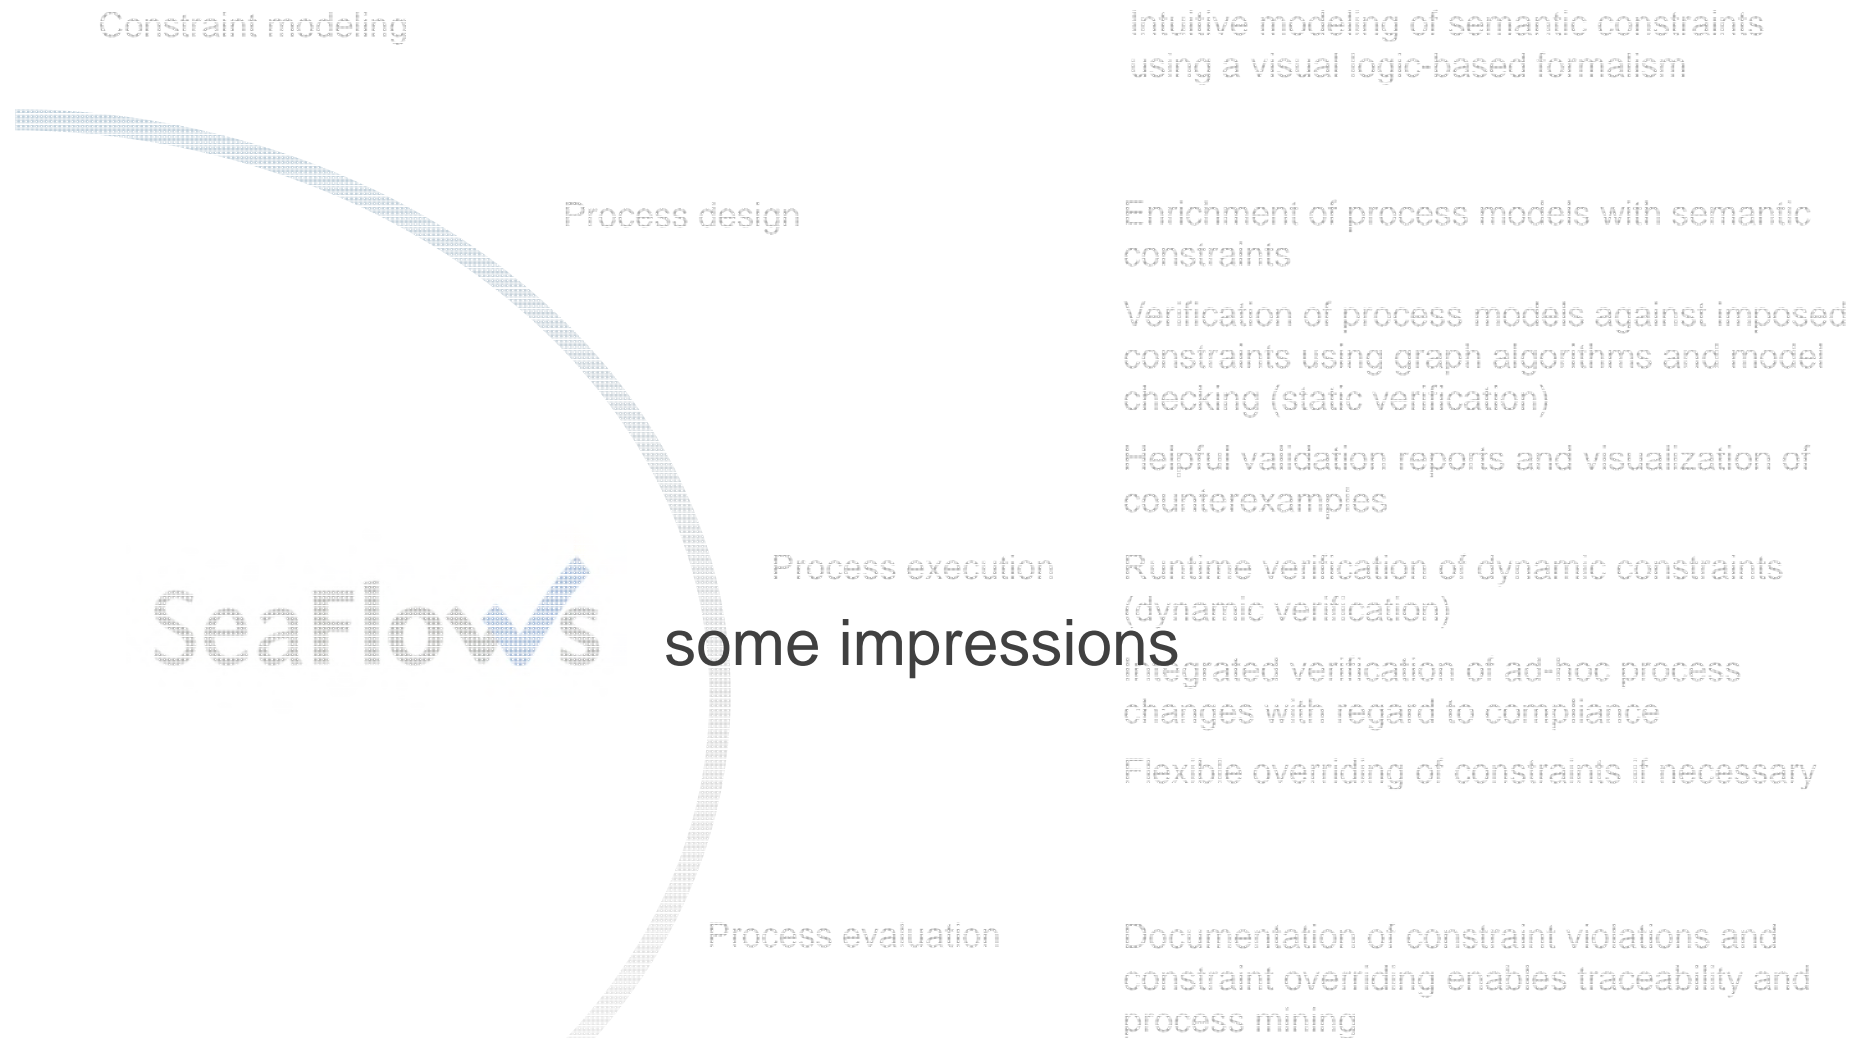 Constraint modeling
Intuitive modeling of semantic constraints
using a visual logic-based formalism
Process design
Enrichment of process models with semantic
constraints
Verification of process models against imposed
constraints using graph algorithms and model
checking (static verification)
Helpful validation reports and visualization of
counterexamples
Process execution
Runtime verification of dynamic constraints
(dynamic verification)
SeaFlows
some impressions
Integrated verification of ad-hoc process
changes with regard to compliance
Flexible overriding of constraints if necessary
Process evaluation
Documentation of constraint violations and
constraint overriding enables traceability and
process mining